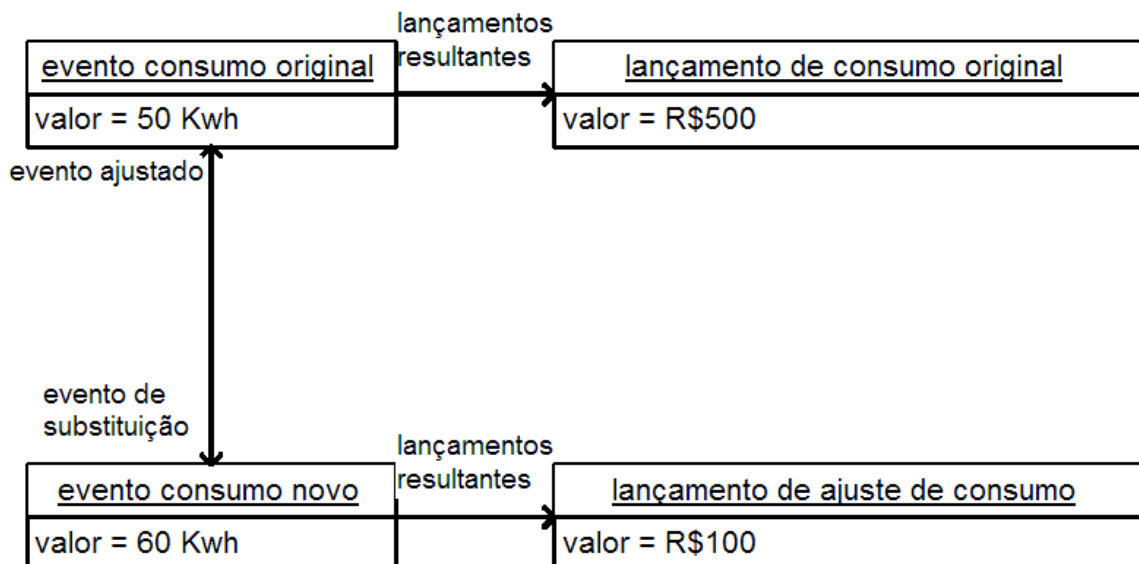 lançamentos
resultantes
evento consumo original
lançamento de consumo original
valor = 50 Kwh
valor = R$500
evento ajustado
evento de
substituição
lançamentos
resultantes
evento consumo novo
lançamento de ajuste de consumo
valor = 60 Kwh
valor = R$100